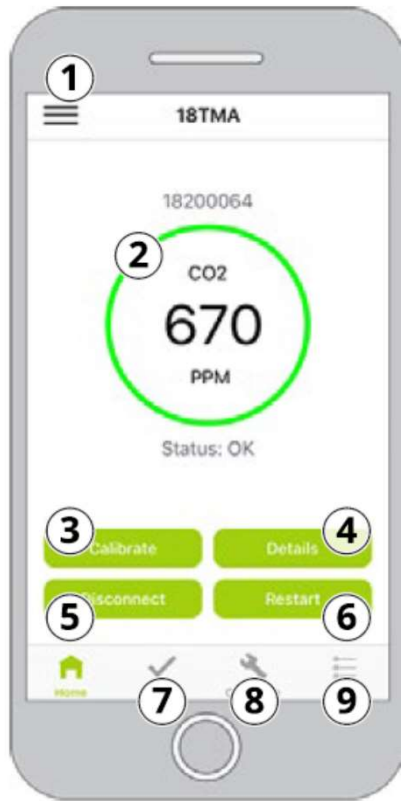 1
18TMA
18200064
2
CO2
670
PPM
Status: OK
3 Calibrate
Details 4
Disconnect
Restart
5
6
Home
7
8
9